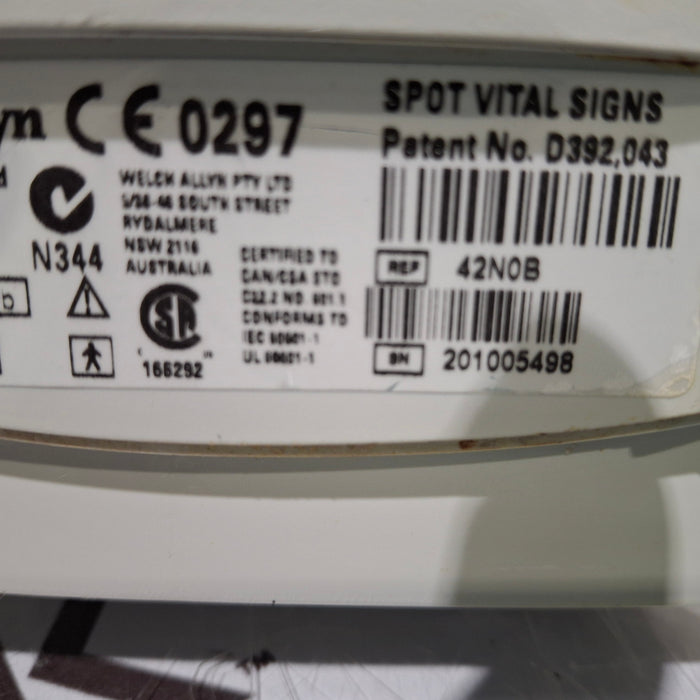 yn CE 0297
SPOT VITAL SIGNS
Patent No. D392,043
WELCH ALLYN PTY LTD
5/38-46 SOUTH STREET
RYDALMERE
NSW 2116
AUSTRALIA
N344
CERTIFIED TO
CAN/CSA STD
C22.2 NO. 601.1
CONFORMS TO
IEC 60601-1
UL 60601-1
REF 42N0B
CSA
166292
SN 201005498